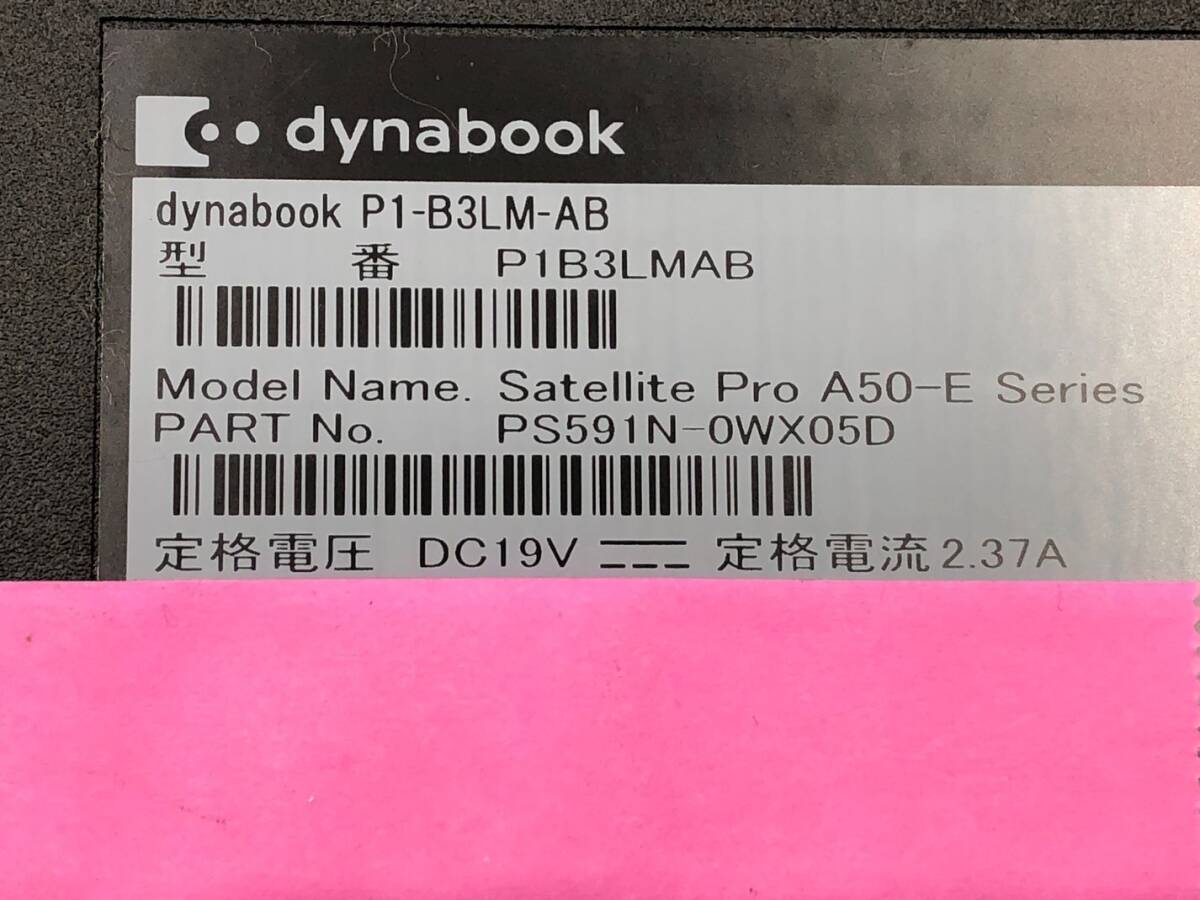 dynabook
dynabook P1-B3LM-AB
型番 P1B3LMAB
Model Name. Satellite Pro A50-E Series
PART No. PS591N-0WX05D
定格電圧 DC19V 定格電流2.37A